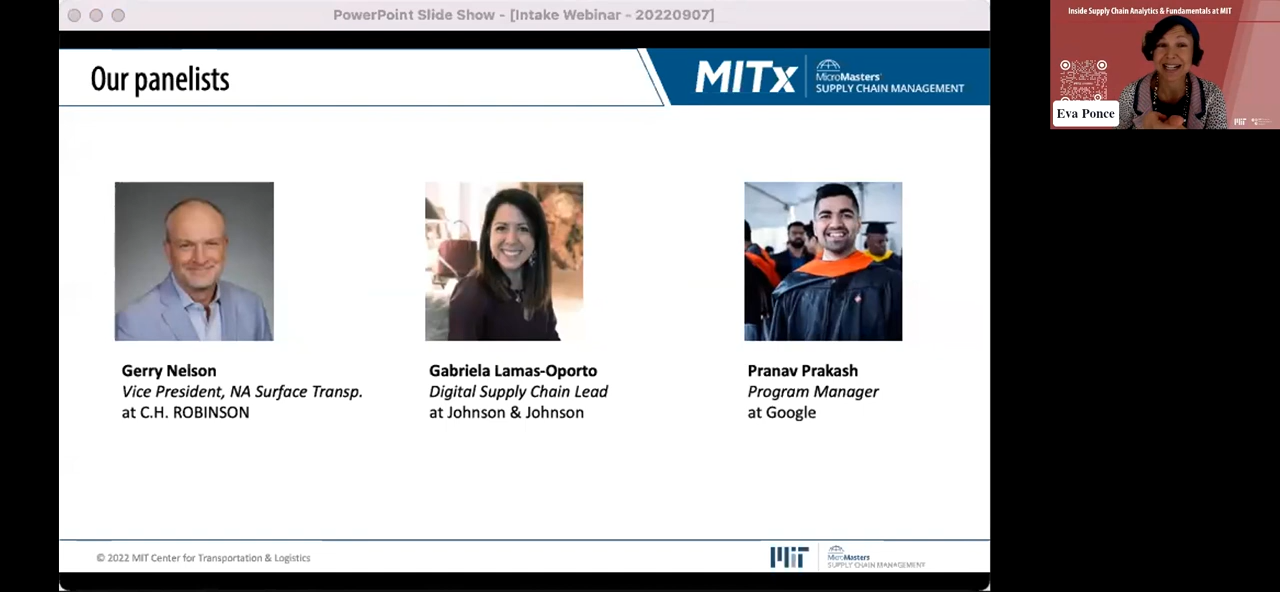 PowerPoint Slide Show - [Intake Webinar - 20220907]
Our panelists
MITx
MicroMasters®
SUPPLY CHAIN MANAGEMENT
Inside Supply Chain Analytics & Fundamentals at MIT
Eva Ponce
Gerry Nelson
Vice President, NA Surface Transp.
at C.H. ROBINSON
Gabriela Lamas-Oporto
Digital Supply Chain Lead
at Johnson & Johnson
Pranav Prakash
Program Manager
at Google
© 2022 MIT Center for Transportation & Logistics
MIT
MicroMasters
SUPPLY CHAIN MANAGEMENT